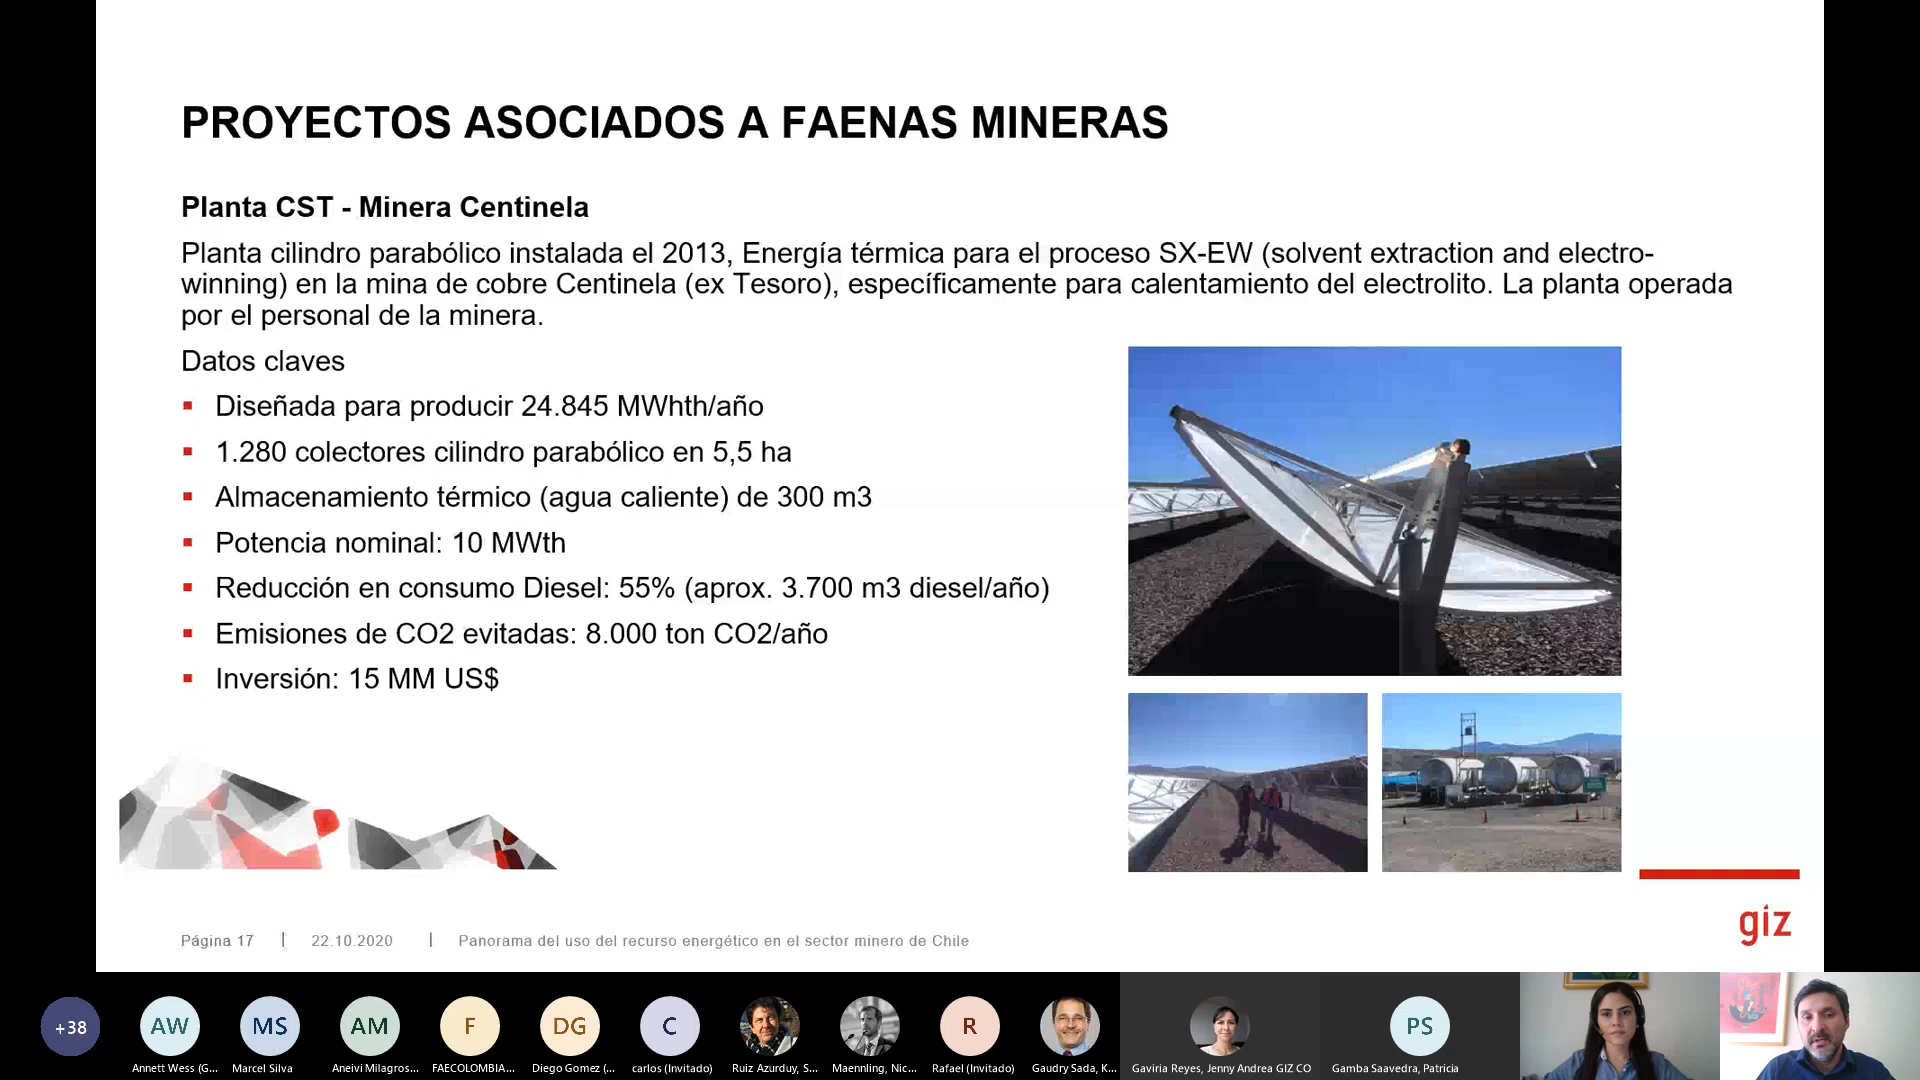 PROYECTOS ASOCIADOS A FAENAS MINERAS
Planta CST - Minera Centinela
Planta cilindro parabólico instalada el 2013, Energía térmica para el proceso SX-EW (solvent extraction and electro-
winning) en la mina de cobre Centinela (ex Tesoro), específicamente para calentamiento del electrolito. La planta operada
por el personal de la minera.
Datos claves
Diseñada para producir 24.845 MWhth/año
1.280 colectores cilindro parabólico en 5,5 ha
Almacenamiento térmico (agua caliente) de 300 m3
Potencia nominal: 10 MWth
Reducción en consumo Diesel: 55% (aprox. 3.700 m3 diesel/año)
Emisiones de CO2 evitadas: 8.000 ton CO2/año
Inversión: 15 MM US$
giz
Página 17 | 22.10.2020 | Panorama del uso del recurso energético en el sector minero de Chile
+38 AW MS AM F DG C R PS
Annett Wess (G... Marcel Silva Aneivi Milagros... FAECOLOMBIA... Diego Gomez (... carlos (Invitado) Ruiz Azurduy, S... Maennling, Nic... Rafael (Invitado) Gaudry Sada, K... Gaviria Reyes, Jenny Andrea GIZ CO Gamba Saavedra, Patricia